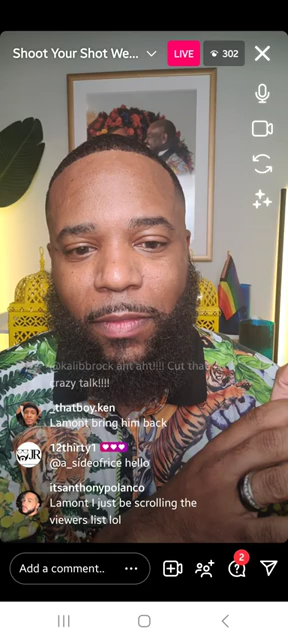 Shoot Your Shot We...
LIVE
302
@kaiibbrock aht aht!!!! Cut that
crazy talk!!!!
_thatboy.ken
Lamont bring him back
12thirty1
@a_sideofrice hello
itsanthonypolanco
Lamont I just be scrolling the
viewers list lol
Add a comment..
2